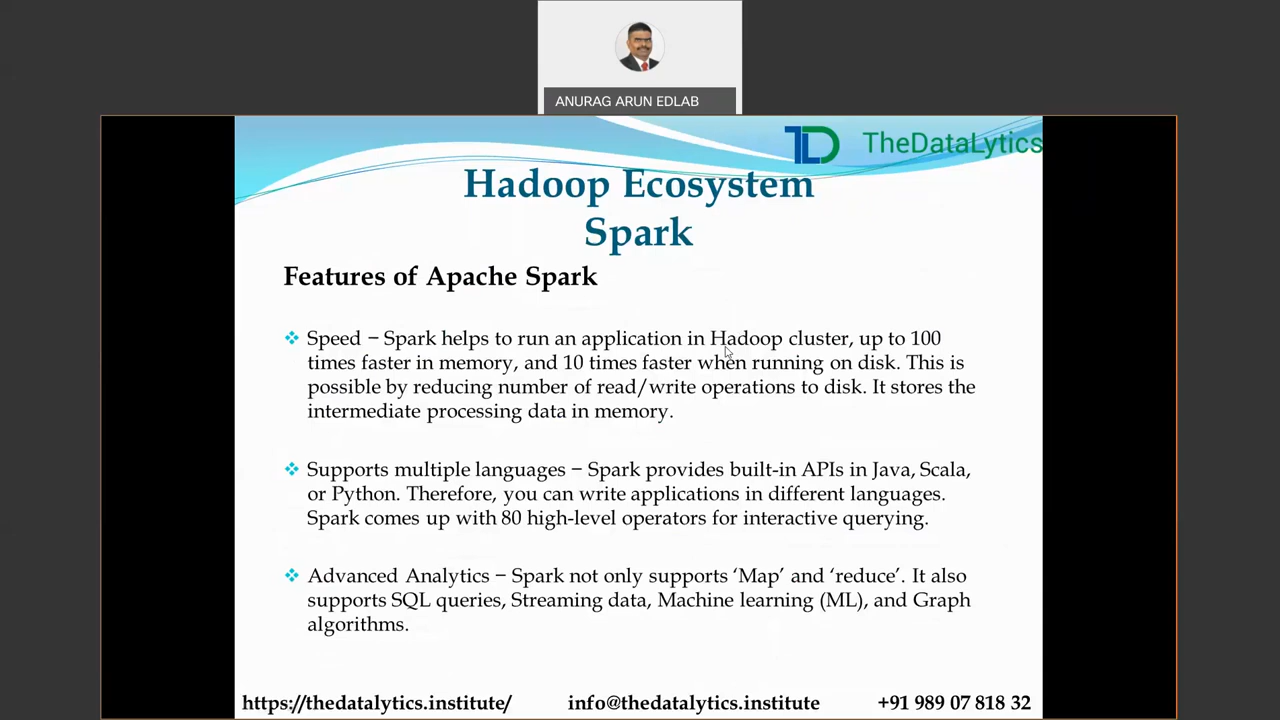 ANURAG ARUN EDLAB
TheDataLytics
Hadoop Ecosystem
Spark
Features of Apache Spark
❖ Speed − Spark helps to run an application in Hadoop cluster, up to 100
times faster in memory, and 10 times faster when running on disk. This is
possible by reducing number of read/write operations to disk. It stores the
intermediate processing data in memory.
❖ Supports multiple languages − Spark provides built-in APIs in Java, Scala,
or Python. Therefore, you can write applications in different languages.
Spark comes up with 80 high-level operators for interactive querying.
❖ Advanced Analytics − Spark not only supports ‘Map’ and ‘reduce’. It also
supports SQL queries, Streaming data, Machine learning (ML), and Graph
algorithms.
https://thedatalytics.institute/ info@thedatalytics.institute +91 989 07 818 32